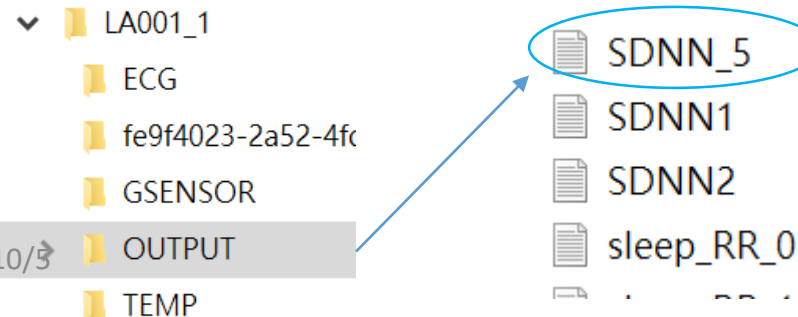 LA001_1
ECG
fe9f4023-2a52-4fc
GSENSOR
OUTPUT
10/5
TEMP
SDNN_5
SDNN1
SDNN2
sleep_RR_0